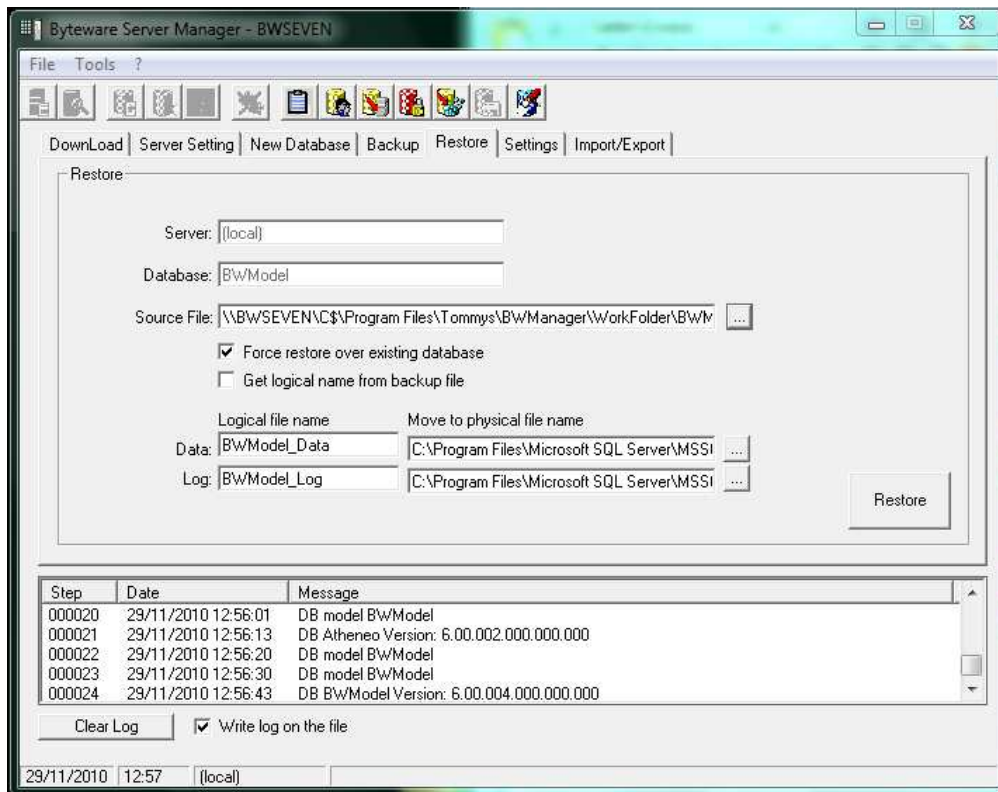 Byteware Server Manager - BWSEVEN
File Tools ?
DownLoad Server Setting New Database Backup Restore Settings Import/Export
Restore
Server: (local)
Database: BWModel
Source File: \\BWSEVEN\C$\Program Files\Tommys\BWManager\WorkFolder\BWM ...
Force restore over existing database
Get logical name from backup file
Logical file name Move to physical file name
Data: BWModel_Data C:\Program Files\Microsoft SQL Server\MSS ...
Log: BWModel_Log C:\Program Files\Microsoft SQL Server\MSS ...
Restore
Step Date Message
000020 29/11/2010 12:56:01 DB model BWModel
000021 29/11/2010 12:56:13 DB Atheneo Version: 6.00.002.000.000.000
000022 29/11/2010 12:56:20 DB model BWModel
000023 29/11/2010 12:56:30 DB model BWModel
000024 29/11/2010 12:56:43 DB BWModel Version: 6.00.004.000.000.000
Clear Log Write log on the file
29/11/2010 12:57 (local)